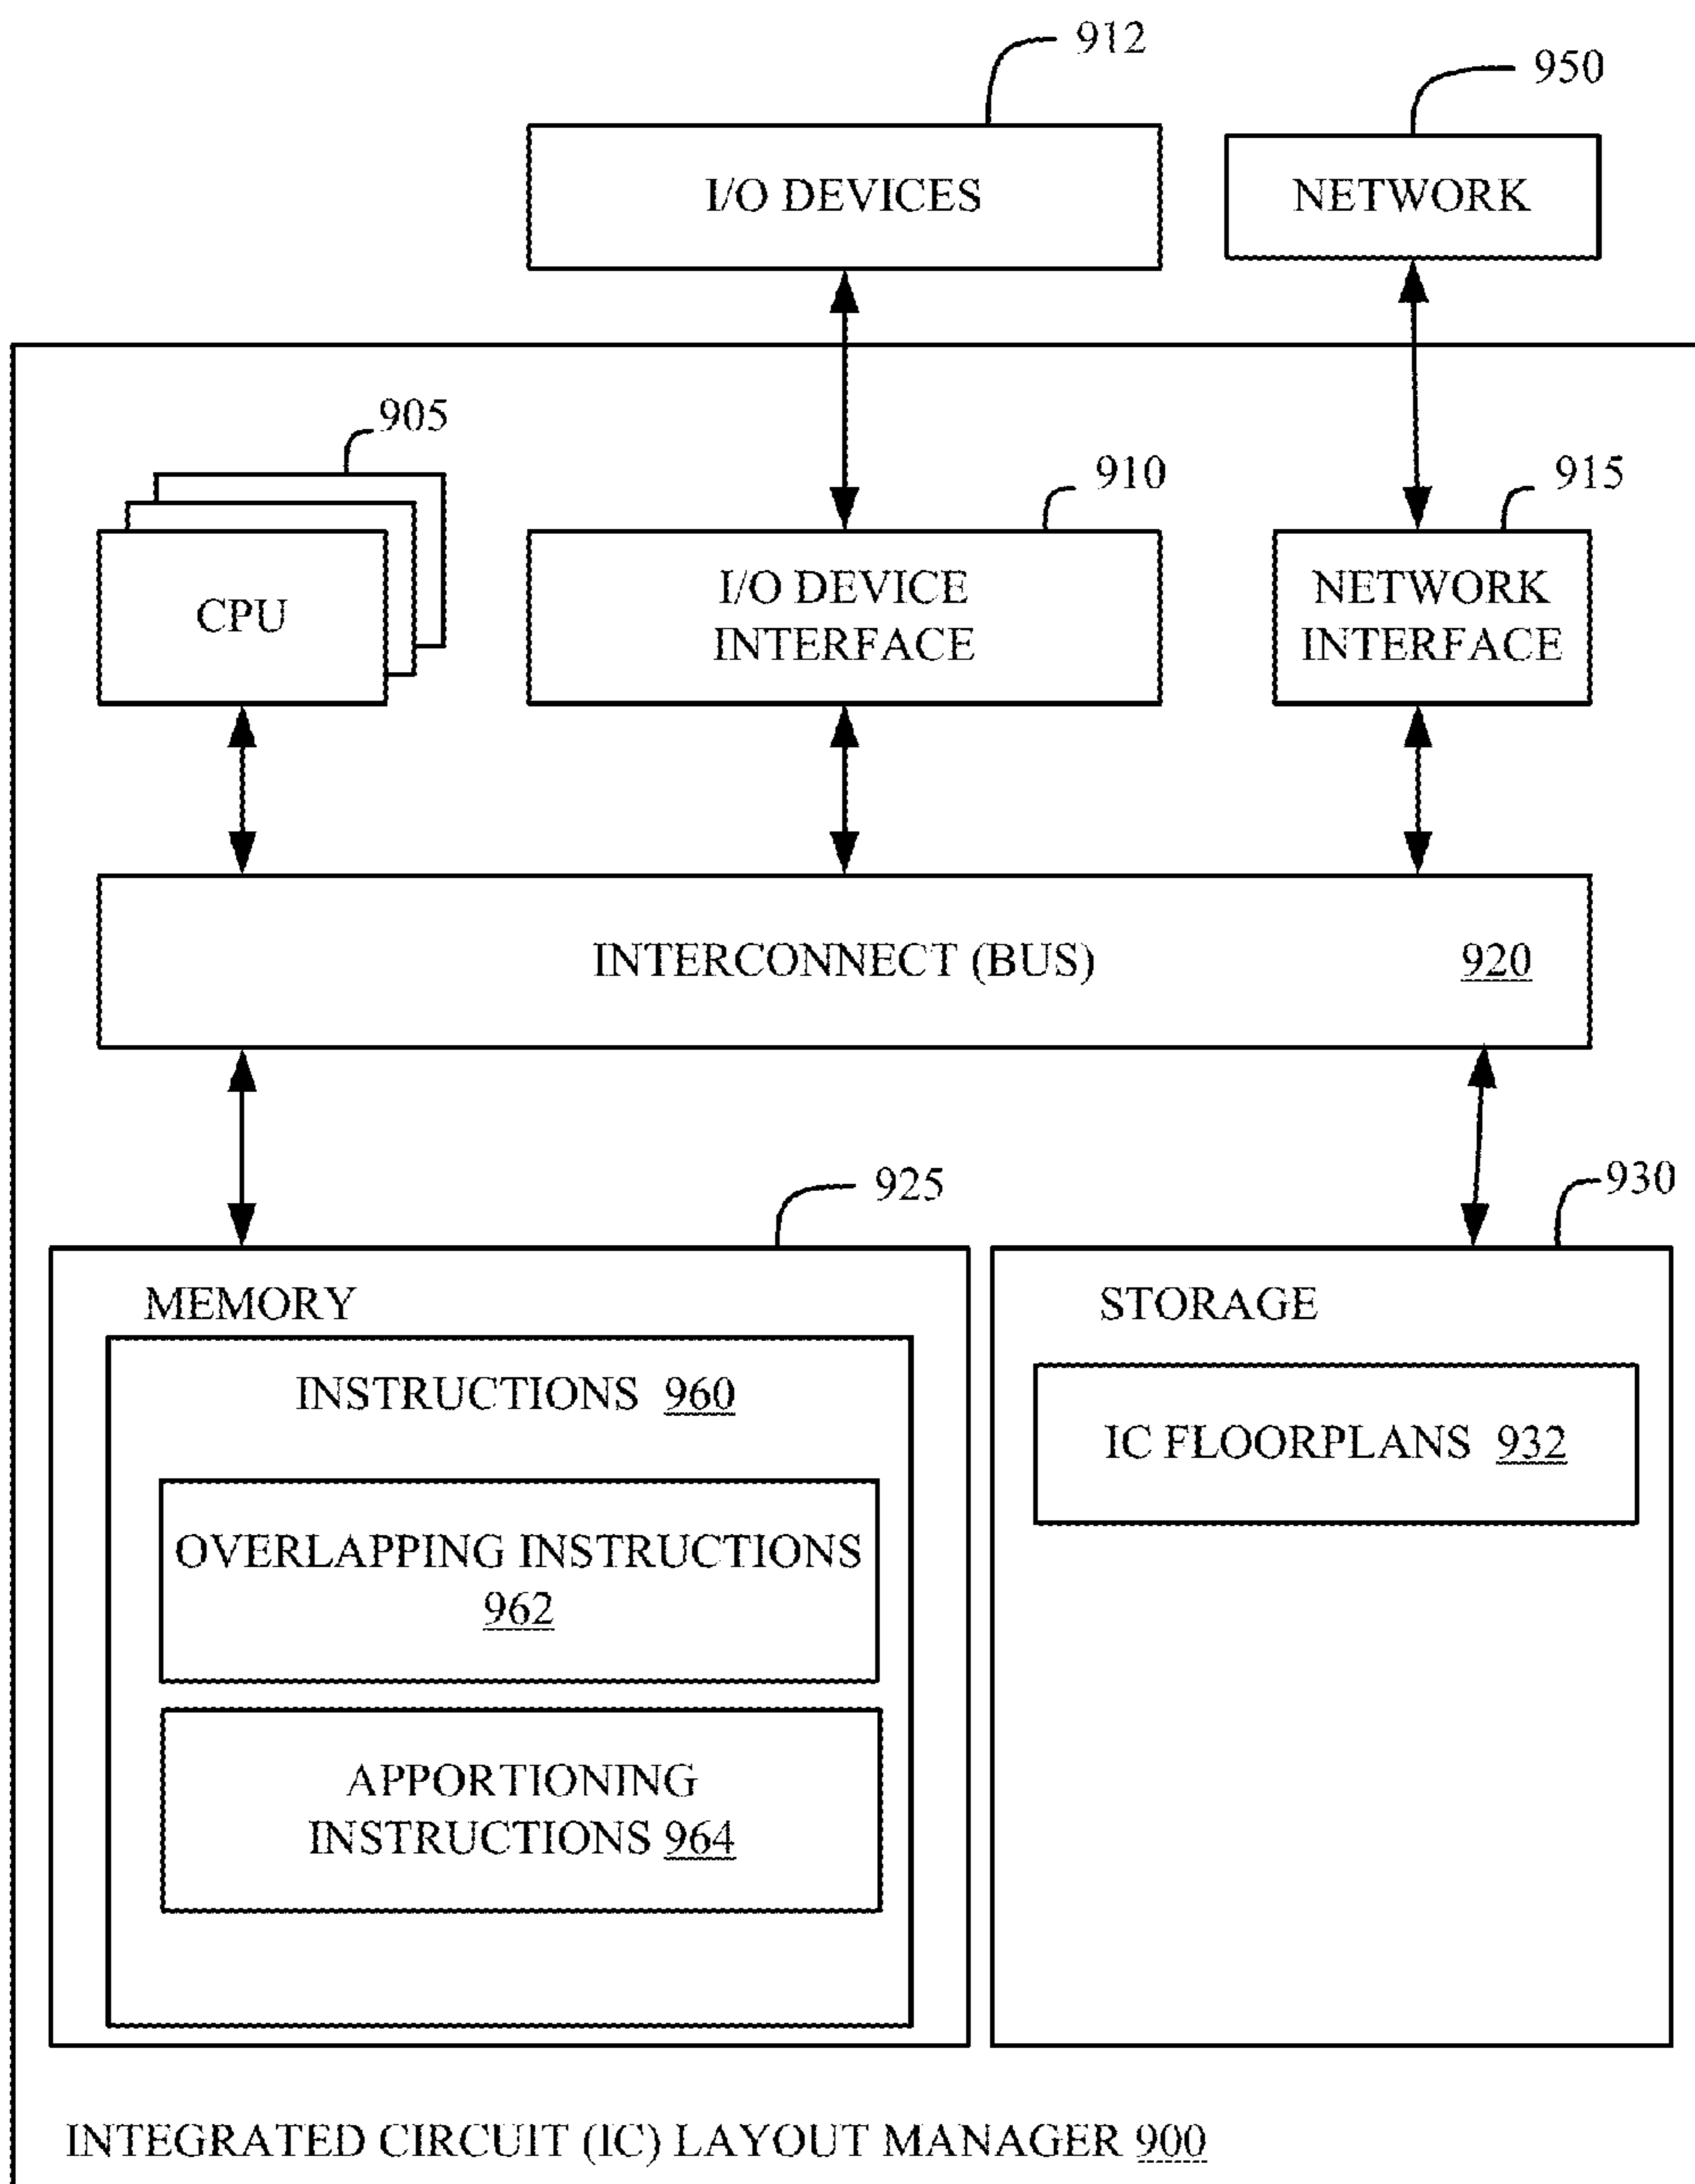 912
950
I/O DEVICES
NETWORK
905
910
915
CPU
I/O DEVICE
INTERFACE
NETWORK
INTERFACE
INTERCONNECT (BUS) 920
925
930
MEMORY
STORAGE
INSTRUCTIONS 960
IC FLOORPLANS 932
OVERLAPPING INSTRUCTIONS
962
APPORTIONING
INSTRUCTIONS 964
INTEGRATED CIRCUIT (IC) LAYOUT MANAGER 900